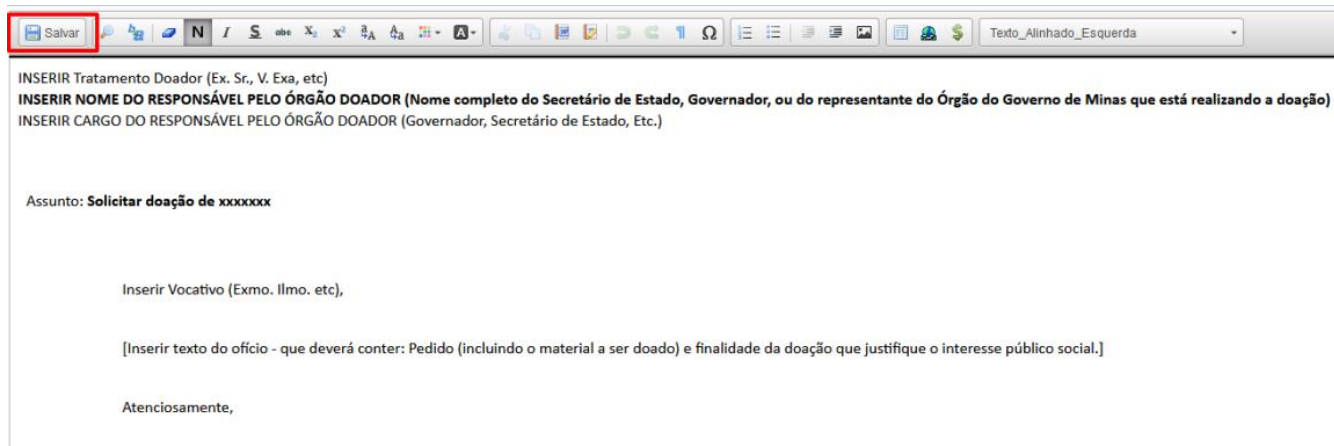 Salvar N I S abc X₂ X² Texto_Alinhado_Esquerda
INSERIR Tratamento Doador (Ex. Sr., V. Exa, etc)
INSERIR NOME DO RESPONSÁVEL PELO ÓRGÃO DOADOR (Nome completo do Secretário de Estado, Governador, ou do representante do Órgão do Governo de Minas que está realizando a doação)
INSERIR CARGO DO RESPONSÁVEL PELO ÓRGÃO DOADOR (Governador, Secretário de Estado, Etc.)
Assunto: Solicitar doação de xxxxxxx
Inserir Vocativo (Exmo. Ilmo. etc),
[Inserir texto do ofício - que deverá conter: Pedido (incluindo o material a ser doado) e finalidade da doação que justifique o interesse público social.]
Atenciosamente,